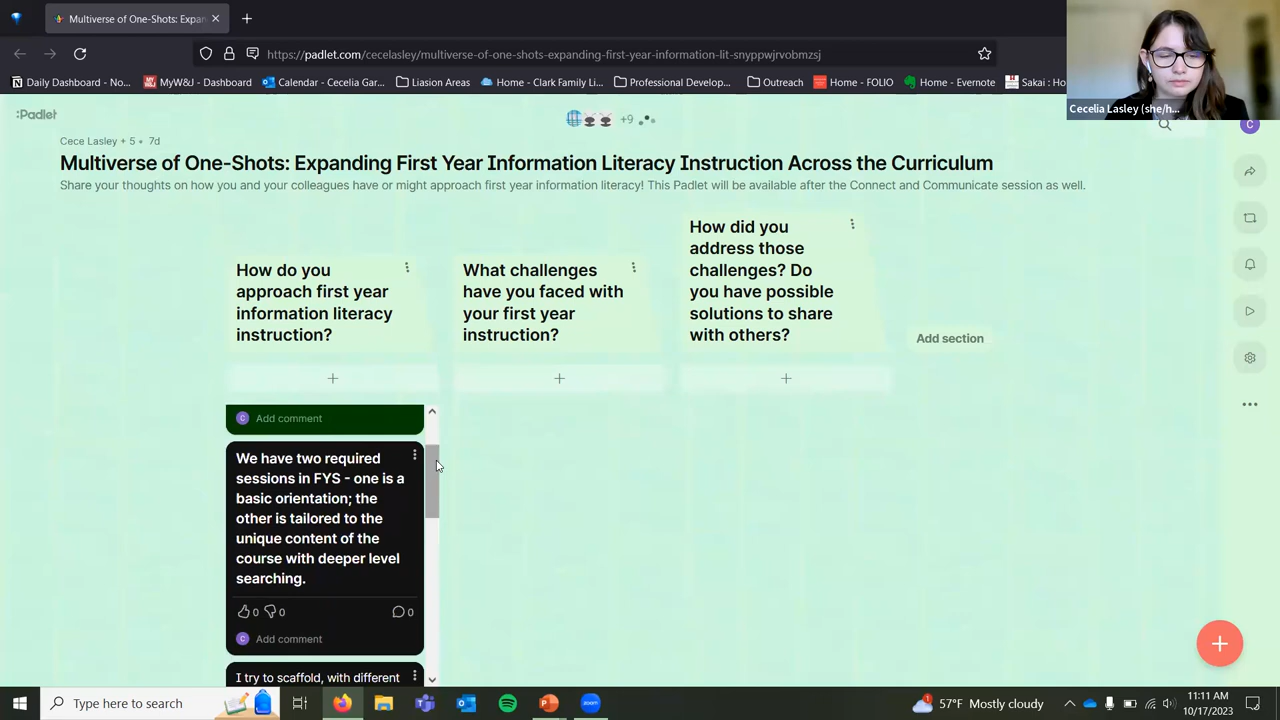 Multiverse of One-Shots: Expan
https://padlet.com/cecelasley/multiverse-of-one-shots-expanding-first-year-information-lit-snyppwjrvobmzsj
Daily Dashboard - No...
MyW&J - Dashboard
Calendar - Cecelia Gar...
Liasion Area
Home - Clark Family Li...
Professional Develop...
Outreach
Home - FOLIO
Home - Evernote
Sakai : Ho
Cecelia Lasley (she/h...
:Padlet
+9
C
Cece Lasley + 5 • 7d
Multiverse of One-Shots: Expanding First Year Information Literacy Instruction Across the Curriculum
Share your thoughts on how you and your colleagues have or might approach first year information literacy! This Padlet will be available after the Connect and Communicate session as well.
How do you
approach first year
information literacy
instruction?
What challenges
have you faced with
your first year
instruction?
How did you
address those
challenges? Do
you have possible
solutions to share
with others?
Add section
C Add comment
We have two required
sessions in FYS - one is a
basic orientation; the
other is tailored to the
unique content of the
course with deeper level
searching.
0 0 0
C Add comment
I try to scaffold, with different
Type here to search
1
57°F Mostly cloudy
11:11 AM
10/17/2023